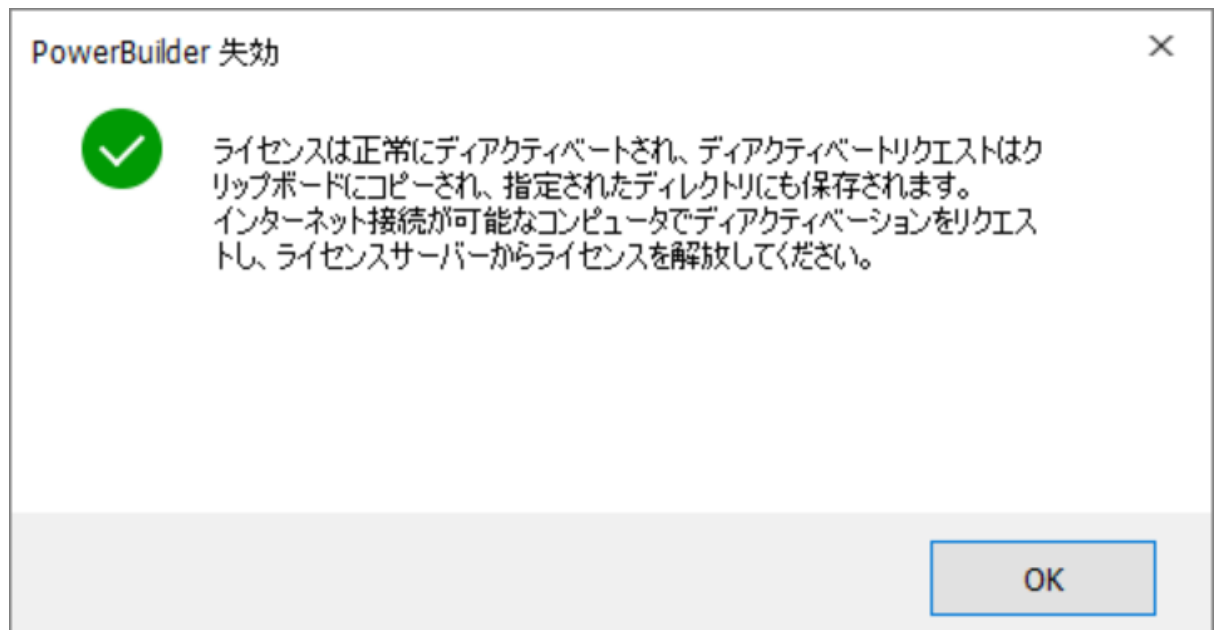 PowerBuilder 失効
ライセンスは正常にディアクティベートされ、ディアクティベートリクエストはク
リップボードにコピーされ、指定されたディレクトリにも保存されます。
インターネット接続が可能なコンピュータでディアクティベーションをリクエス
トし、ライセンスサーバーからライセンスを解放してください。
OK